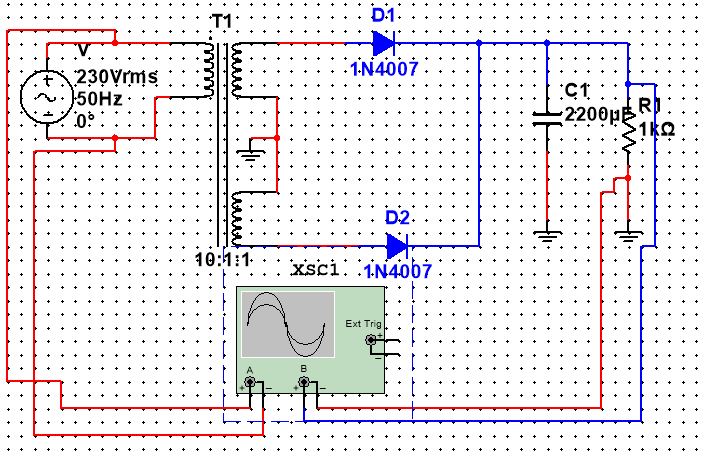 T1
D1
1N4007
V
230Vrms
50Hz
0°
C1
2200µF
R1
1kΩ
D2
1N4007
10:1:1
XSC1
Ext Trig
+
−
A
B
+ − + −